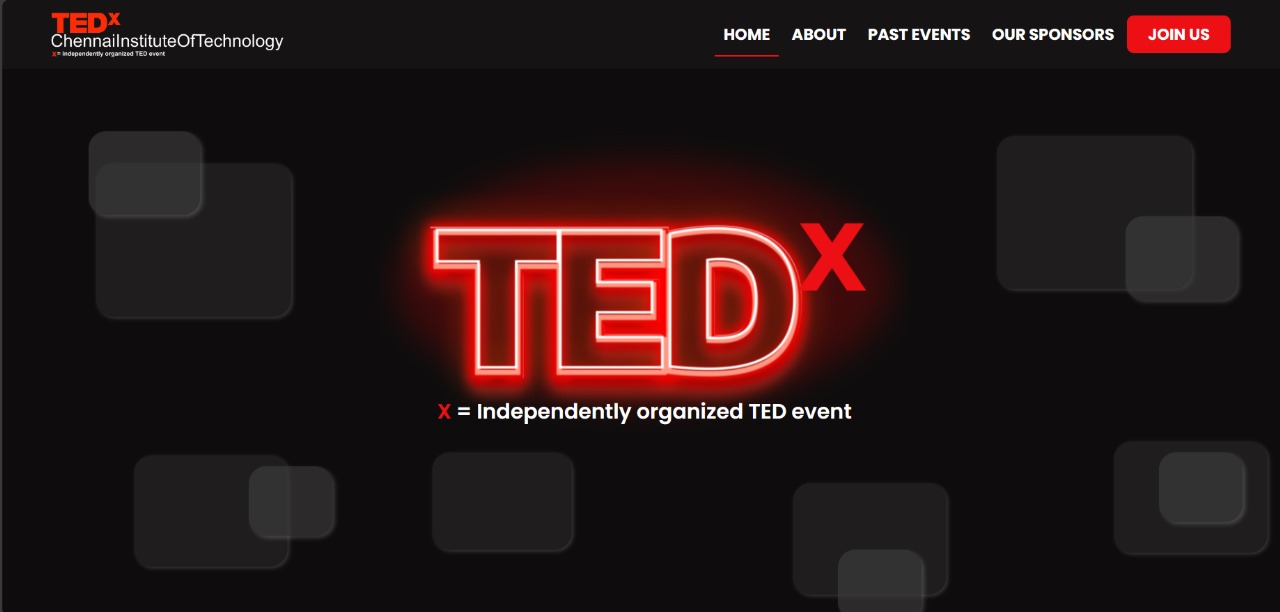 TEDx
ChennaiInstituteOfTechnology
x = independently organized TED event
HOME ABOUT PAST EVENTS OUR SPONSORS JOIN US
TEDX
X = Independently organized TED event